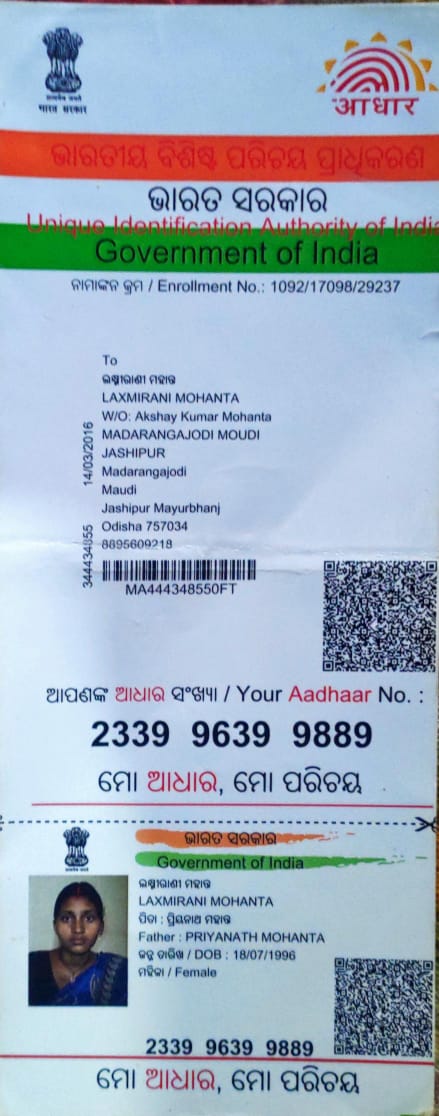 भारत सरकार
आधार
ଭାରତୀୟ ବିଶିଷ୍ଟ ପରିଚୟ ପ୍ରାଧିକରଣ
ଭାରତ ସରକାର
Unique Identification Authority of India
Government of India
ନାମାଙ୍କନ କ୍ରମ / Enrollment No.: 1092/17098/29237
To
ଲକ୍ଷ୍ମୀରାଣୀ ମହାନ୍ତ
LAXMIRANI MOHANTA
W/O: Akshay Kumar Mohanta
MADARANGAJODI MOUDI
JASHIPUR
Madarangajodi
Maudi
Jashipur Mayurbhanj
Odisha 757034
8895609218
14/03/2016
MA444348550FT
ଆପଣଙ୍କ ଆଧାର ସଂଖ୍ୟା / Your Aadhaar No. :
2339 9639 9889
ମୋ ଆଧାର, ମୋ ପରିଚୟ
ଭାରତ ସରକାର
Government of India
ଲକ୍ଷ୍ମୀରାଣୀ ମହାନ୍ତ
LAXMIRANI MOHANTA
ପିତା : ପ୍ରିୟନାଥ ମହାନ୍ତ
Father : PRIYANATH MOHANTA
ଜନ୍ମ ତାରିଖ / DOB : 18/07/1996
ମହିଳା / Female
2339 9639 9889
ମୋ ଆଧାର, ମୋ ପରିଚୟ